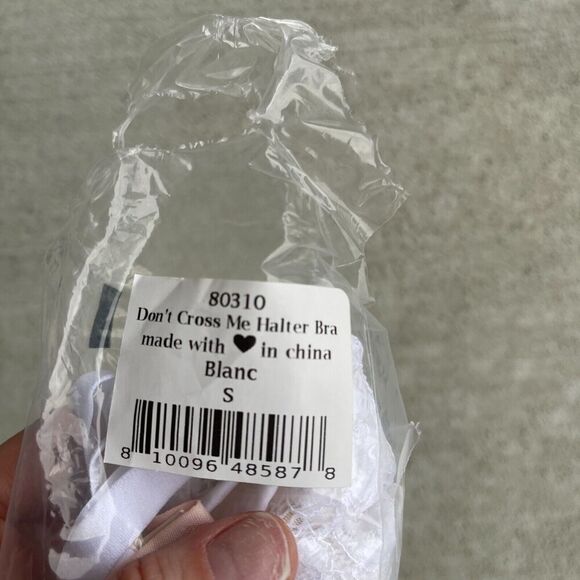 80310
Don't Cross Me Halter Bra
made with ♥ in china
Blanc
S
8 10096 48587 8